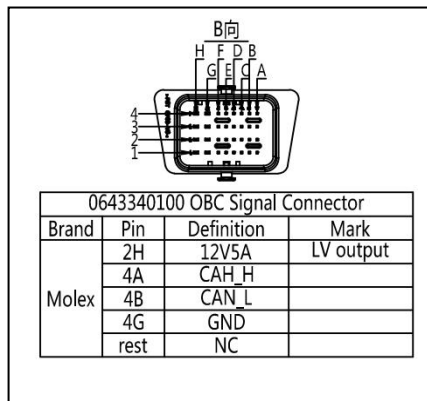 B向
H F D B
G E C A
4
3
2
1
0643340100 OBC Signal Connector
Brand Pin Definition Mark
Molex
2H 12V5A LV output
4A CAH_H
4B CAN_L
4G GND
rest NC